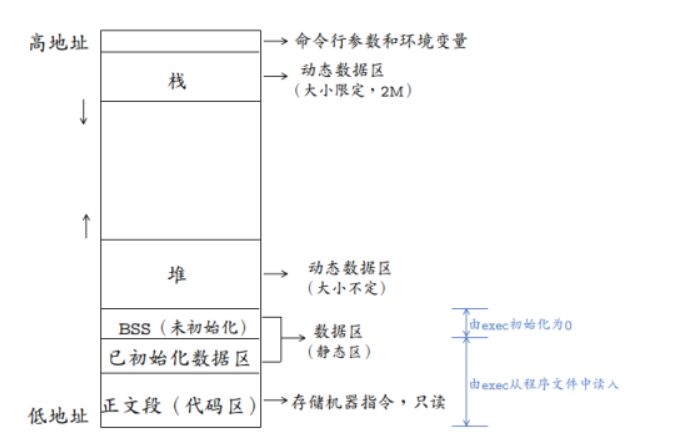 高地址
命令行参数和环境变量
栈
动态数据区
（大小限定，2M）
堆
动态数据区
（大小不定）
BSS（未初始化）
数据区
（静态区）
由exec初始化为0
已初始化数据区
由exec从程序文件中读入
低地址
正文段（代码区）
存储机器指令，只读